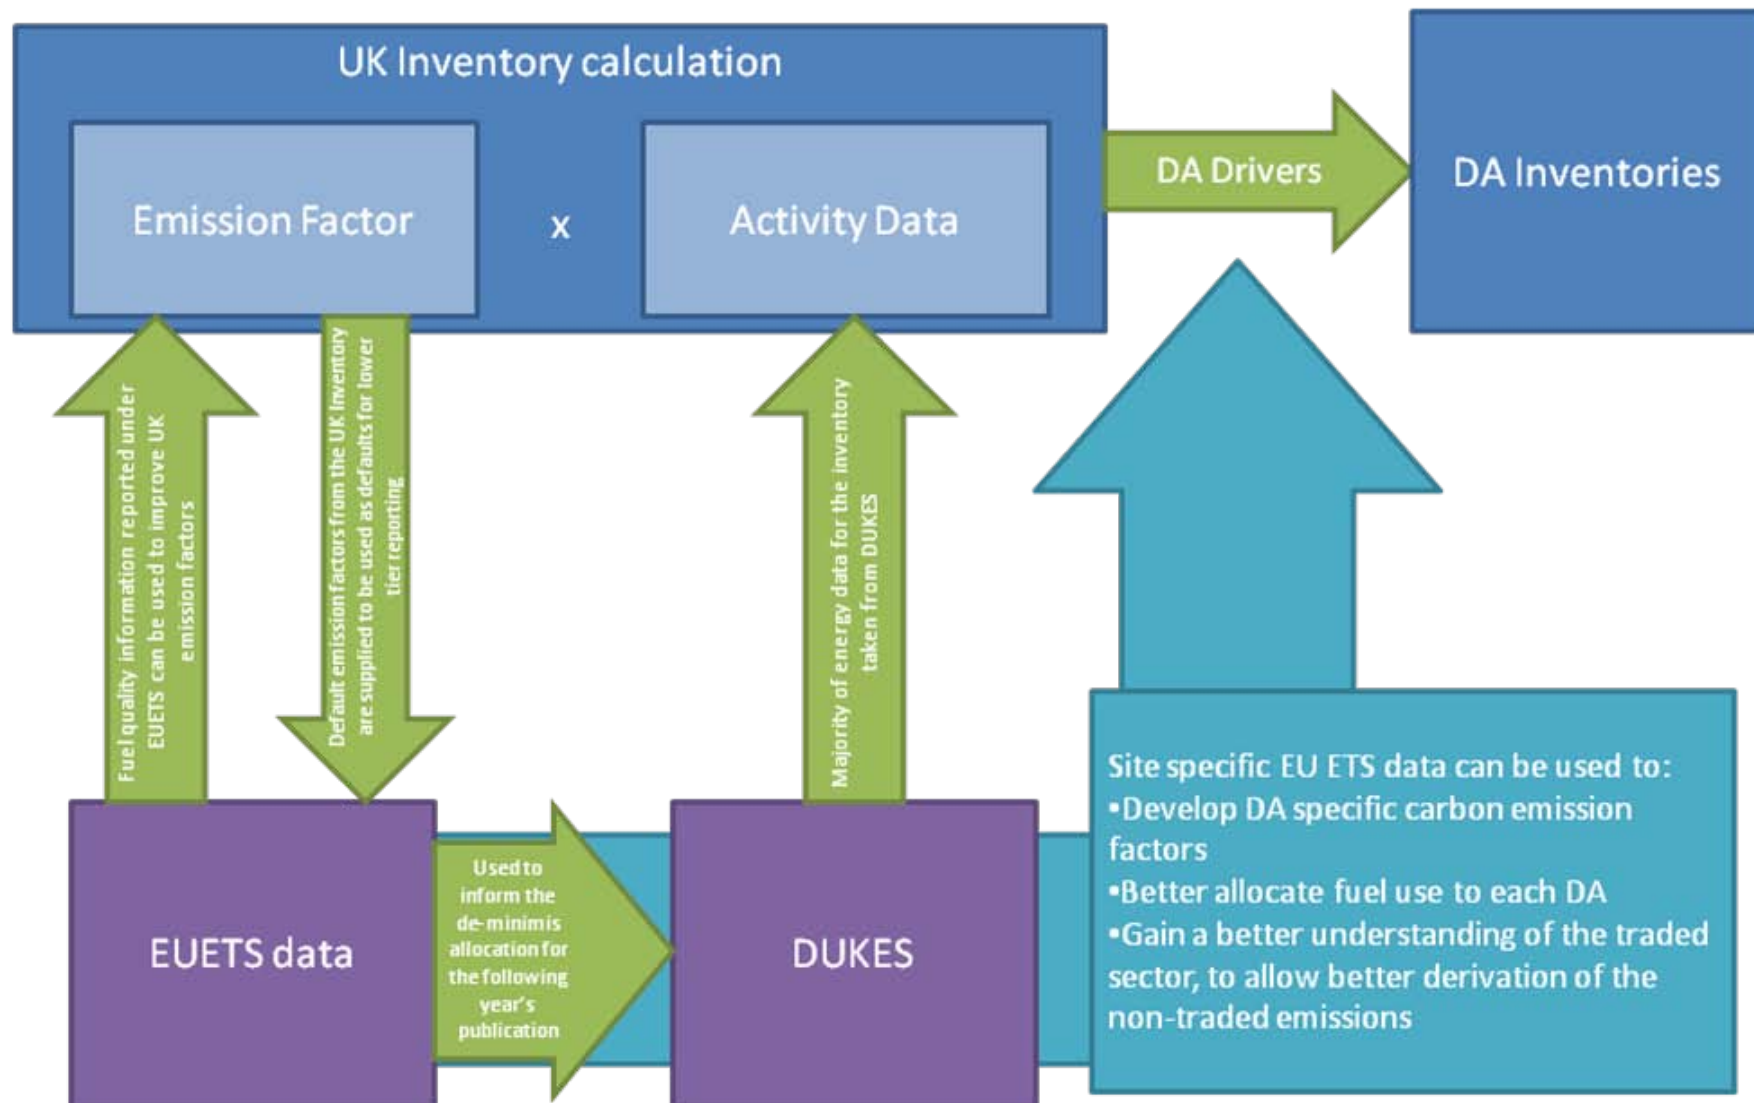 UK Inventory calculation
Emission Factor
x
Activity Data
DA Drivers
DA Inventories
Fuel quality information reported under
EUETS can be used to improve UK
emission factors
Default emission factors from the UK Inventory
are supplied to be used as defaults for lower
tier reporting
Majority of energy data for the inventory
taken from DUKES
EUETS data
Used to
inform the
de-minimis
allocation for
the following
year's
publication
DUKES
Site specific EU ETS data can be used to:
▪Develop DA specific carbon emission
factors
▪Better allocate fuel use to each DA
▪Gain a better understanding of the traded
sector, to allow better derivation of the
non-traded emissions